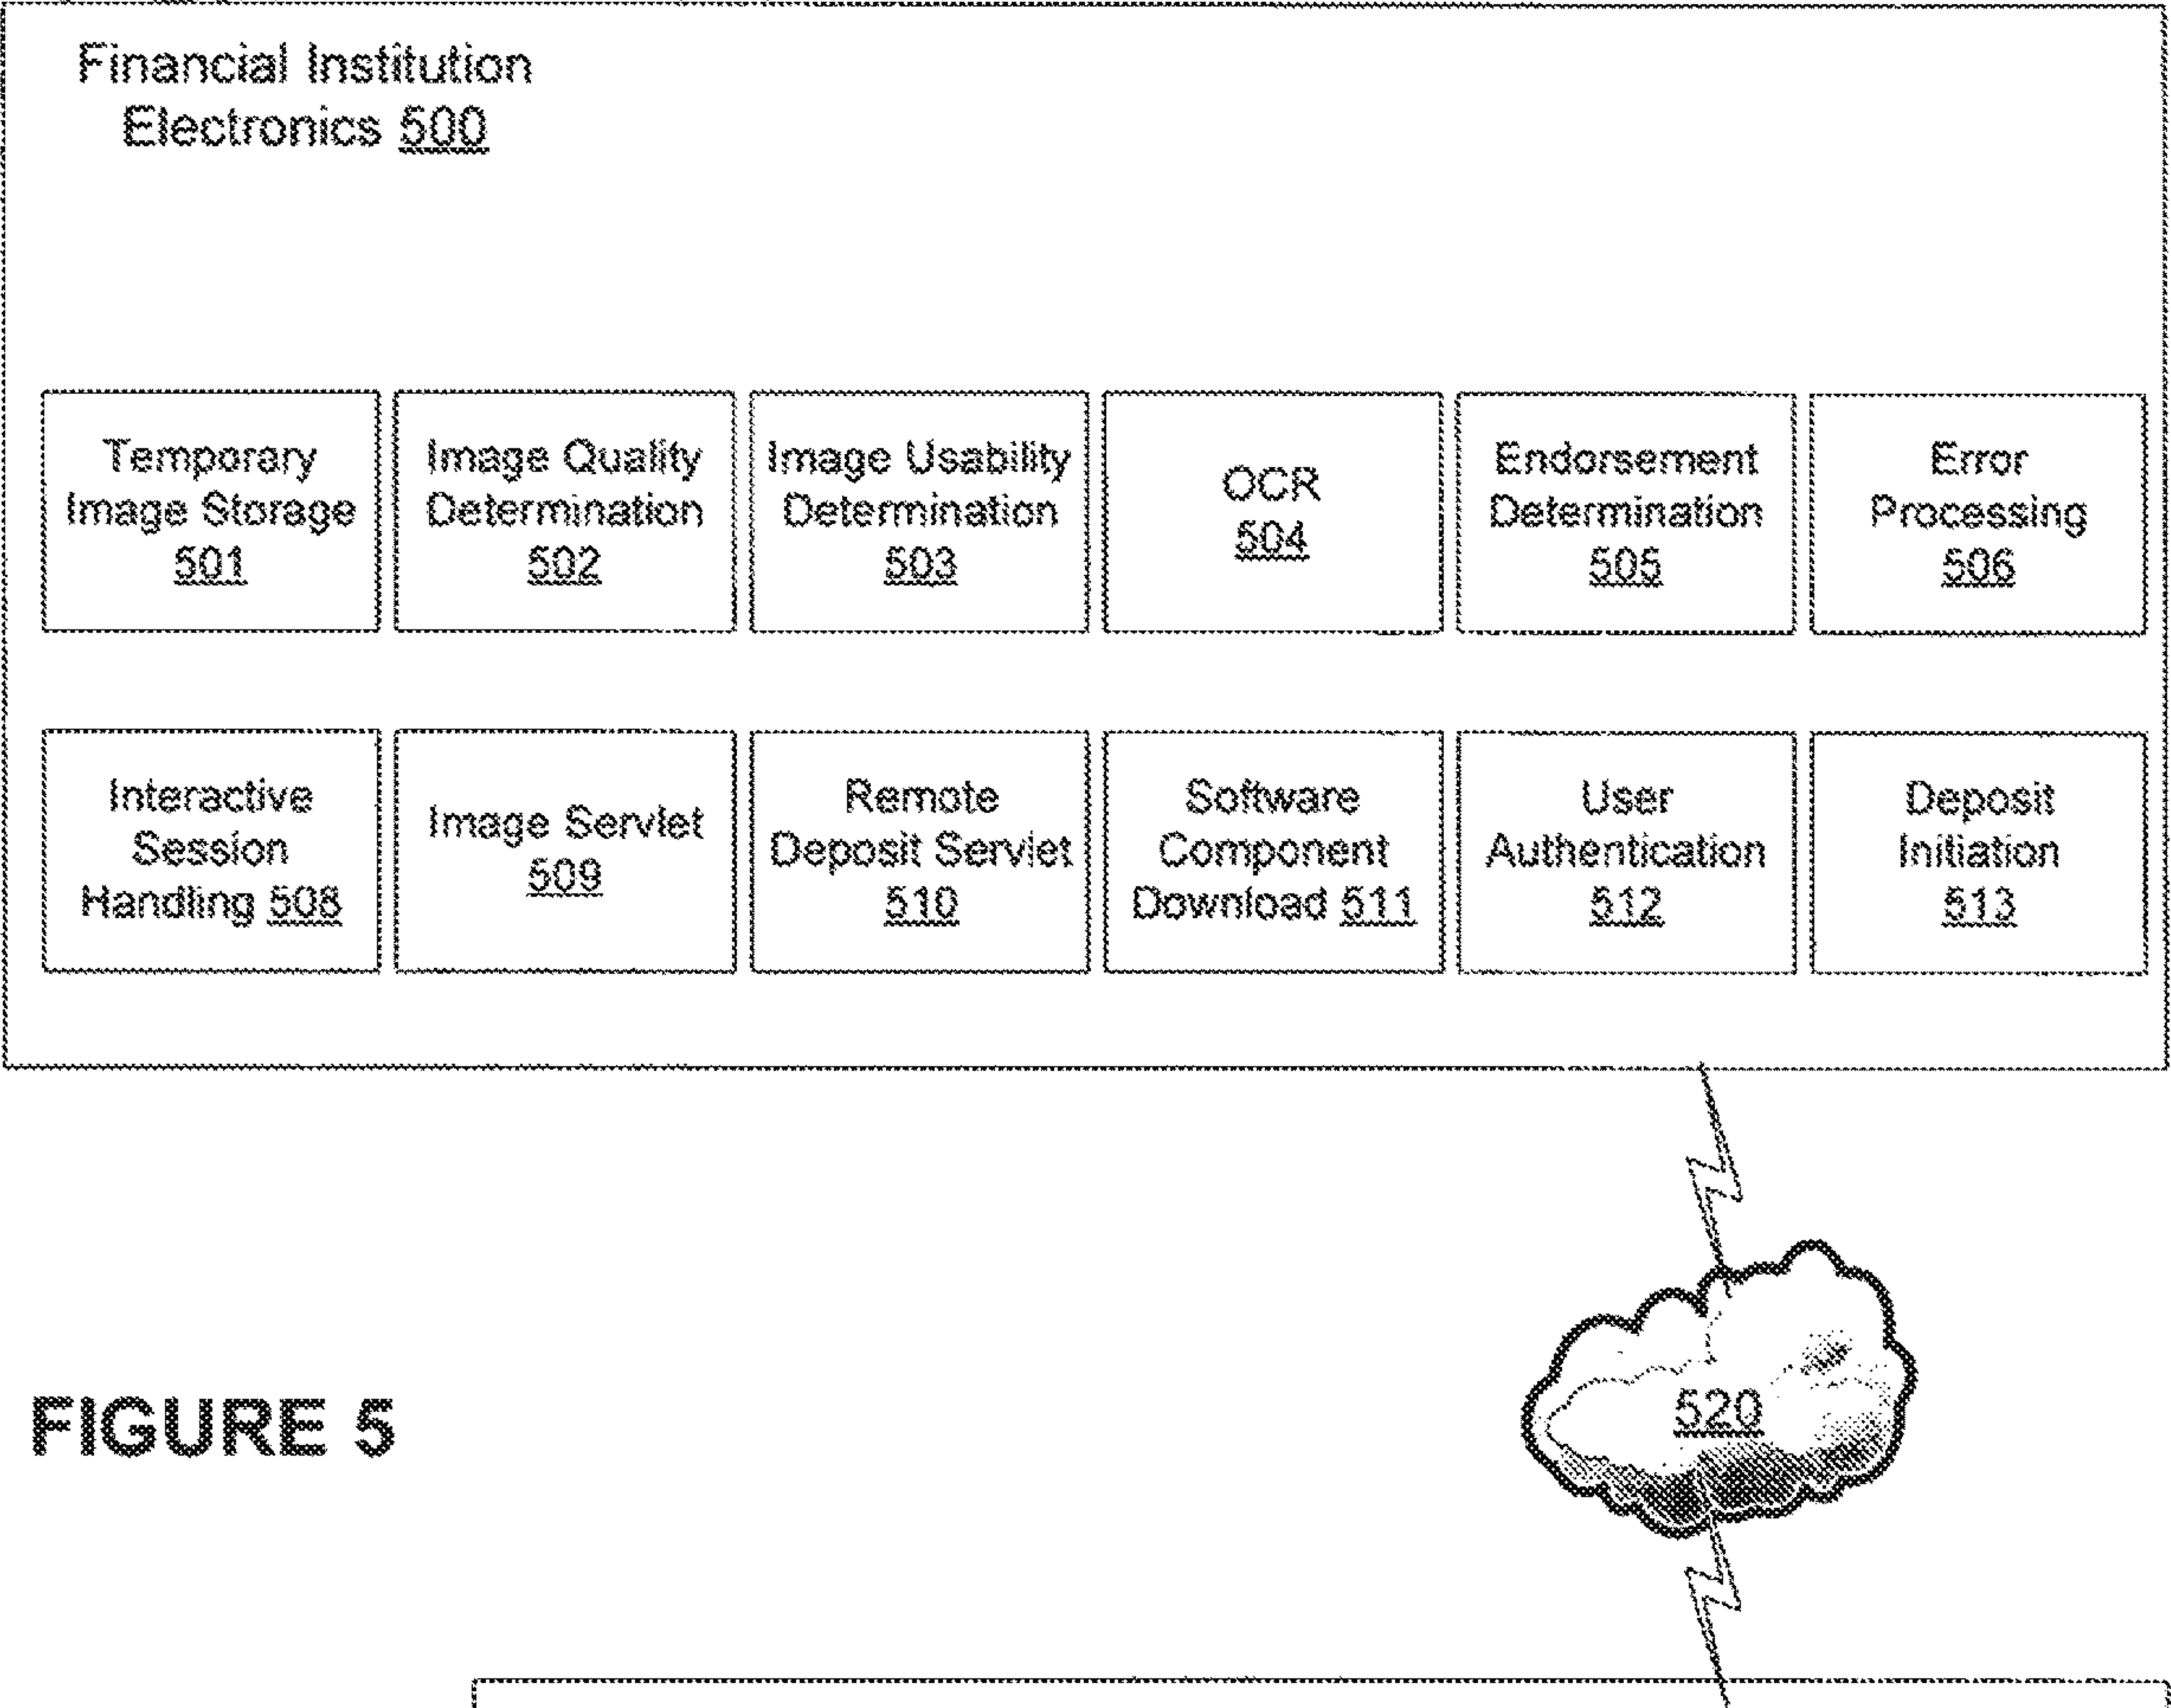 Financial Institution
Electronics 500
Temporary
Image Storage
501
Image Quality
Determination
502
Image Usability
Determination
503
OCR
504
Endorsement
Determination
505
Error
Processing
506
Interactive
Session
Handling 508
Image Servlet
509
Remote
Deposit Servlet
510
Software
Component
Download 511
User
Authentication
512
Deposit
Initiation
513
520
FIGURE 5